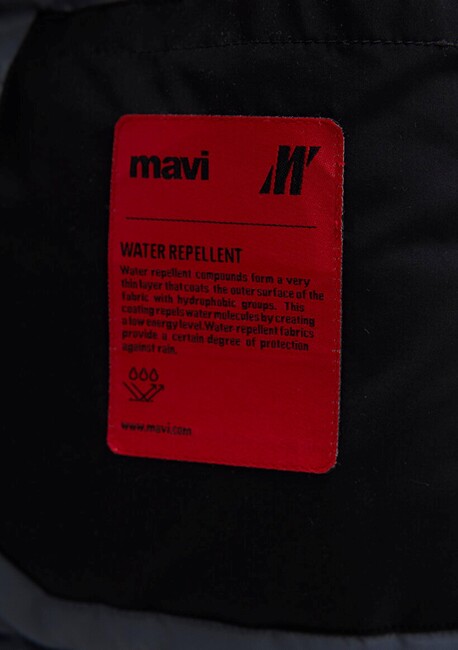 mavi M
WATER REPELLENT
Water repellent compounds form a very
thin layer that coats the outer surface of the
fabric with hydrophobic groups. This
coating repels water molecules by creating
a low energy level. Water-repellent fabrics
provide a certain degree of protection
against rain.
www.mavi.com